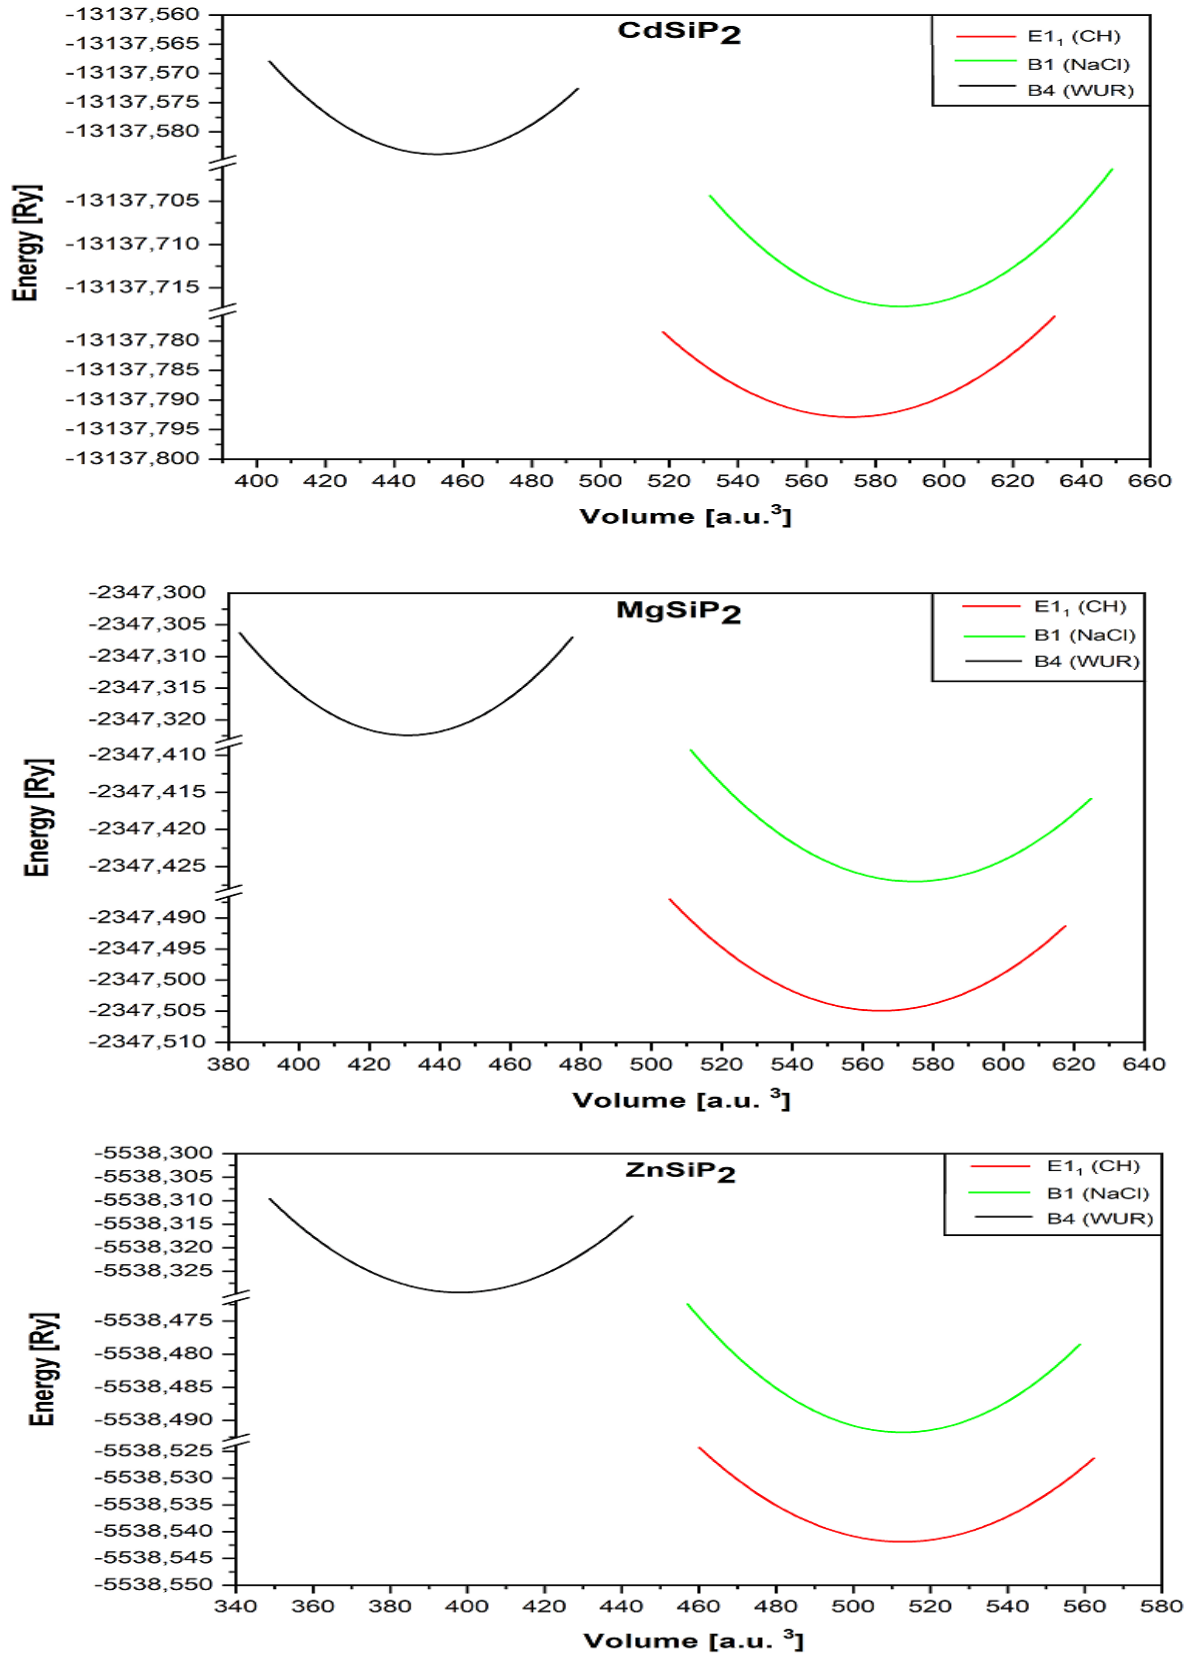 CdSiP2
E1₁ (CH)
B1 (NaCl)
B4 (WUR)
Energy [Ry]
-13137,560
-13137,565
-13137,570
-13137,575
-13137,580
-13137,705
-13137,710
-13137,715
-13137,780
-13137,785
-13137,790
-13137,795
-13137,800
400 420 440 460 480 500 520 540 560 580 600 620 640 660
Volume [a.u.³]
MgSiP2
E1₁ (CH)
B1 (NaCl)
B4 (WUR)
Energy [Ry]
-2347,300
-2347,305
-2347,310
-2347,315
-2347,320
-2347,410
-2347,415
-2347,420
-2347,425
-2347,490
-2347,495
-2347,500
-2347,505
-2347,510
380 400 420 440 460 480 500 520 540 560 580 600 620 640
Volume [a.u. ³]
ZnSiP2
E1₁ (CH)
B1 (NaCl)
B4 (WUR)
Energy [Ry]
-5538,300
-5538,305
-5538,310
-5538,315
-5538,320
-5538,325
-5538,475
-5538,480
-5538,485
-5538,490
-5538,525
-5538,530
-5538,535
-5538,540
-5538,545
-5538,550
340 360 380 400 420 440 460 480 500 520 540 560 580
Volume [a.u. ³]